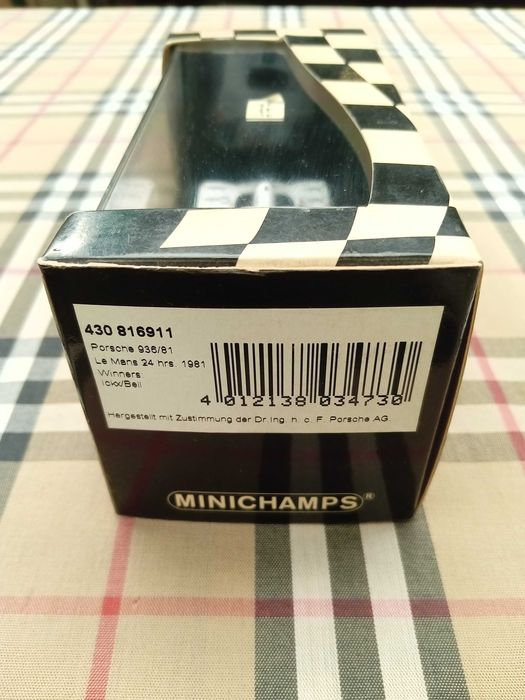 430 816911
Porsche 936/81
Le Mans 24 hrs. 1981
Winners
Ickx/Bell
4 012138 034730
Hergestellt mit Zustimmung der Dr. Ing. h. c. F. Porsche AG.
MINICHAMPS®